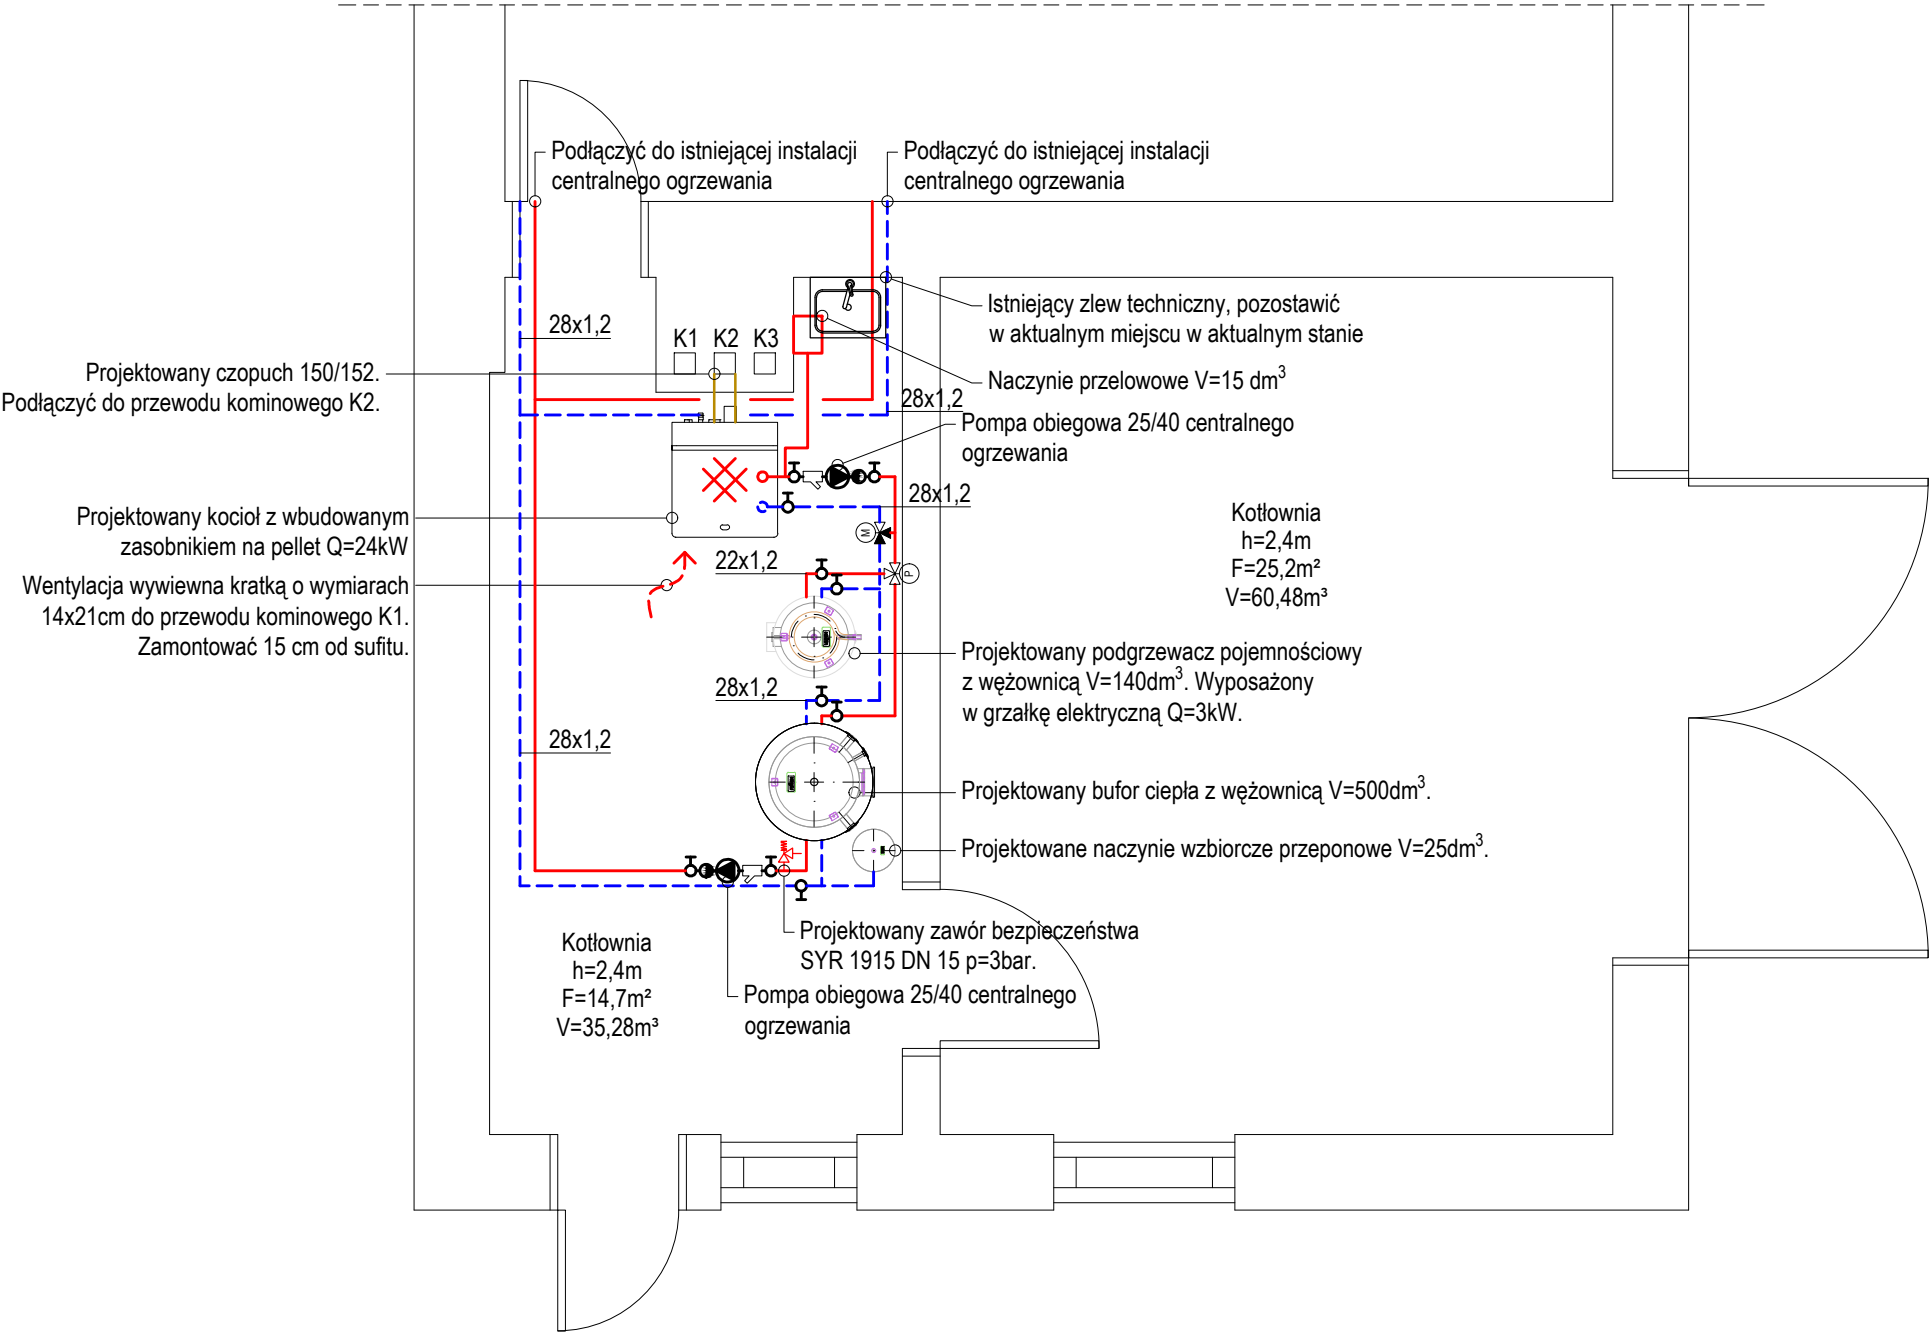 Podłączyć do istniejącej instalacji
centralnego ogrzewania
Podłączyć do istniejącej instalacji
centralnego ogrzewania
Istniejący zlew techniczny, pozostawić
w aktualnym miejscu w aktualnym stanie
28x1,2
K1 K2 K3
Projektowany czopuch 150/152.
Podłączyć do przewodu kominowego K2.
Naczynie przelowowe V=15 dm³
28x1,2
Pompa obiegowa 25/40 centralnego
ogrzewania
28x1,2
Projektowany kocioł z wbudowanym
zasobnikiem na pellet Q=24kW
Kotłownia
h=2,4m
F=25,2m²
V=60,48m³
M
22x1,2
P
Wentylacja wywiewna kratką o wymiarach
14x21cm do przewodu kominowego K1.
Zamontować 15 cm od sufitu.
Projektowany podgrzewacz pojemnościowy
z wężownicą V=140dm³. Wyposażony
w grzałkę elektryczną Q=3kW.
28x1,2
28x1,2
Projektowany bufor ciepła z wężownicą V=500dm³.
Projektowane naczynie wzbiorcze przeponowe V=25dm³.
Projektowany zawór bezpieczeństwa
SYR 1915 DN 15 p=3bar.
Kotłownia
h=2,4m
F=14,7m²
V=35,28m³
Pompa obiegowa 25/40 centralnego
ogrzewania